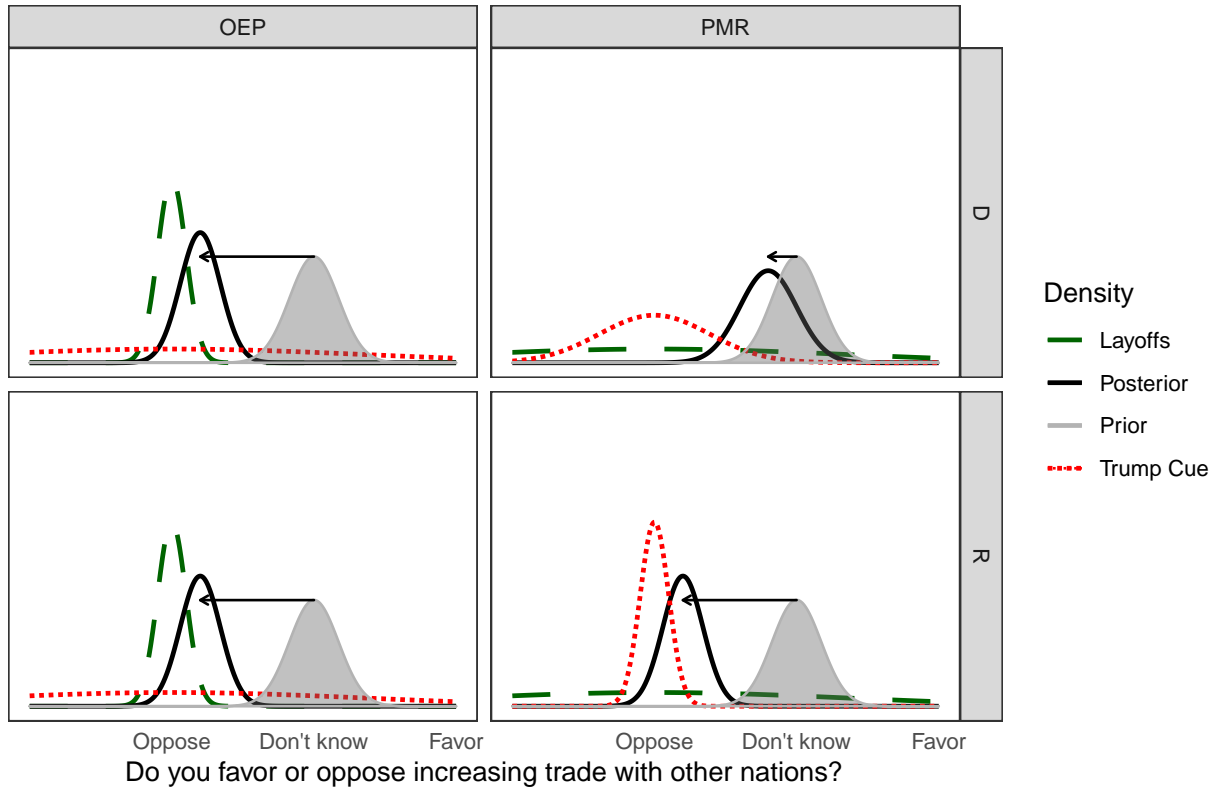 OEP
PMR
D
R
Oppose
Don't know
Favor
Oppose
Don't know
Favor
Do you favor or oppose increasing trade with other nations?
Density
Layoffs
Posterior
Prior
Trump Cue